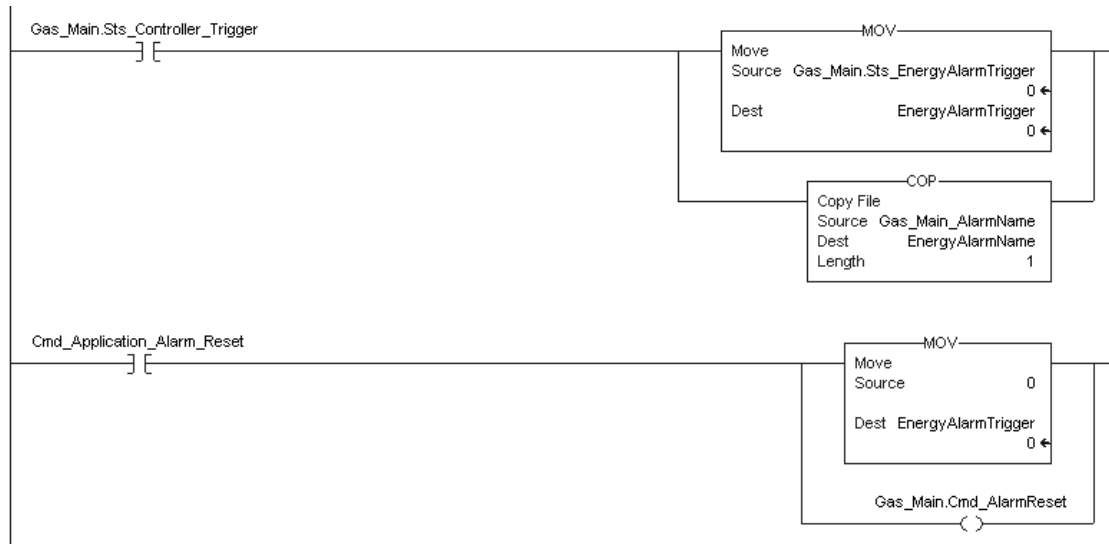 Gas_Main.Sts_Controller_Trigger
MOV
Move
Source Gas_Main.Sts_EnergyAlarmTrigger
0
Dest EnergyAlarmTrigger
0
COP
Copy File
Source Gas_Main_AlarmName
Dest EnergyAlarmName
Length 1
Cmd_Application_Alarm_Reset
MOV
Move
Source 0
Dest EnergyAlarmTrigger
0
Gas_Main.Cmd_AlarmReset